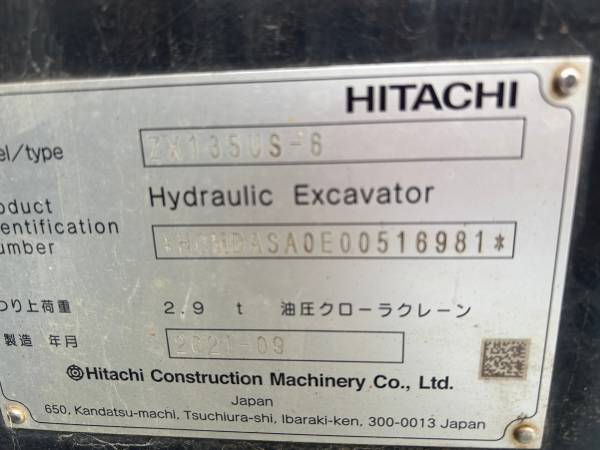 HITACHI
el/type ZX135US-6
Hydraulic Excavator
oduct
entification
umber *HCMDASA0E00516981*
つり上荷重 2.9 t 油圧クローラクレーン
製造 年月 2021-09
Hitachi Construction Machinery Co., Ltd.
Japan
650, Kandatsu-machi, Tsuchiura-shi, Ibaraki-ken, 300-0013 Japan